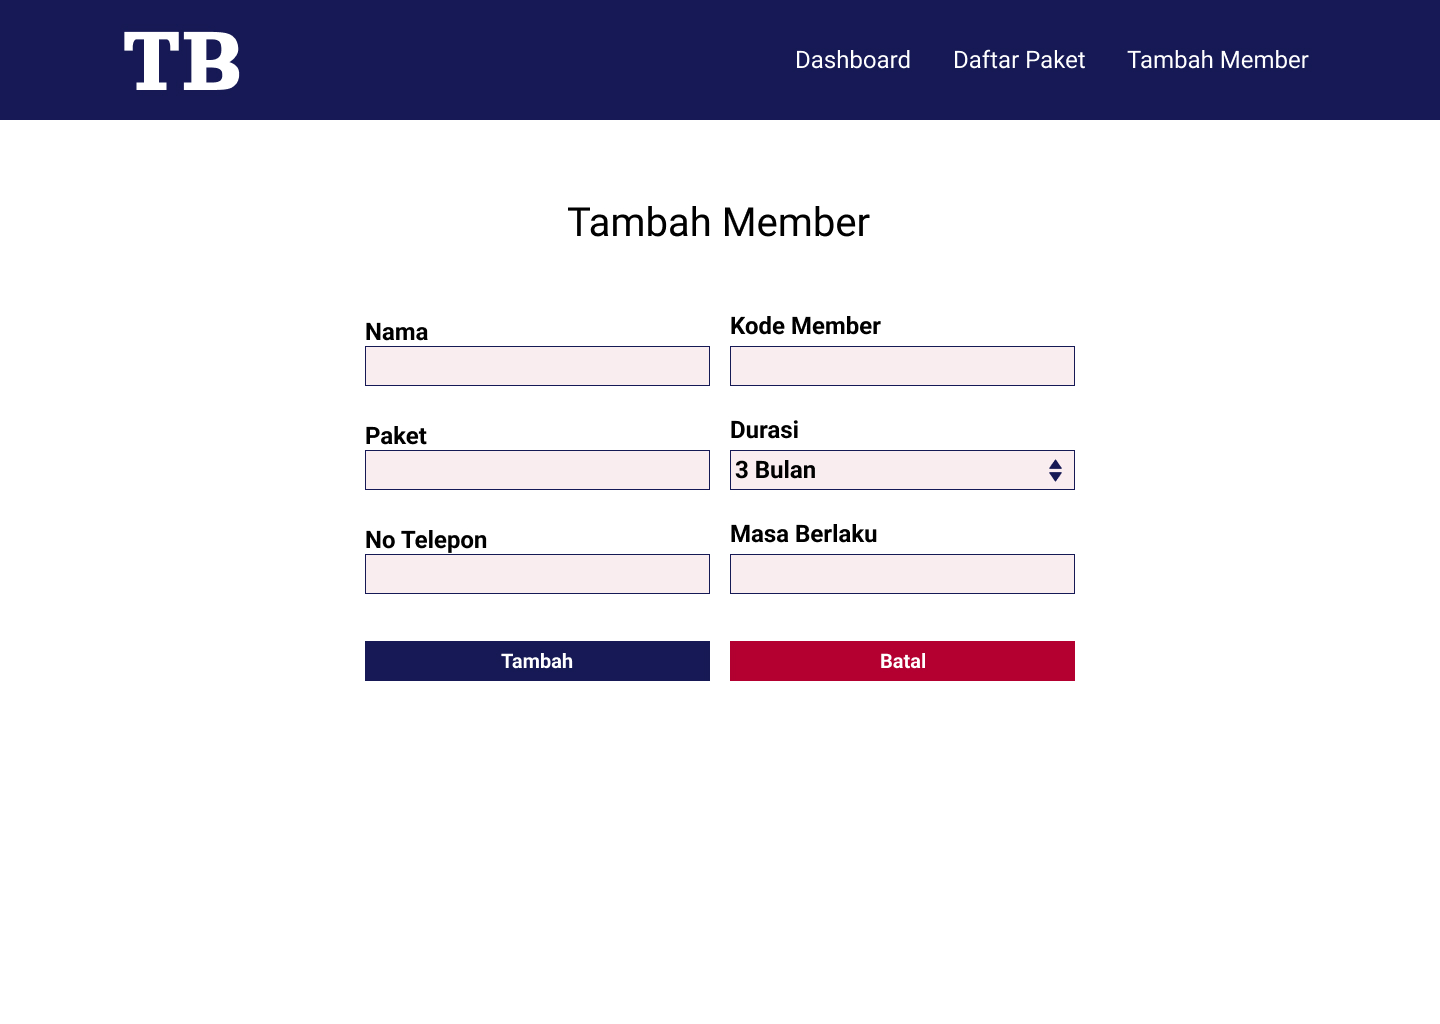 TB
Dashboard Daftar Paket Tambah Member
Tambah Member
Nama Kode Member
Paket Durasi
3 Bulan
No Telepon Masa Berlaku
Tambah Batal